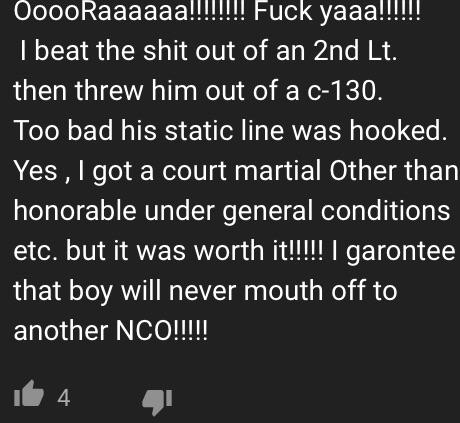 OoooRaaaaaa!!!!!!!! Fuck yaaa!!!!!!
I beat the shit out of an 2nd Lt.
then threw him out of a c-130.
Too bad his static line was hooked.
Yes , I got a court martial Other than
honorable under general conditions
etc. but it was worth it!!!!! I garontee
that boy will never mouth off to
another NCO!!!!!
4